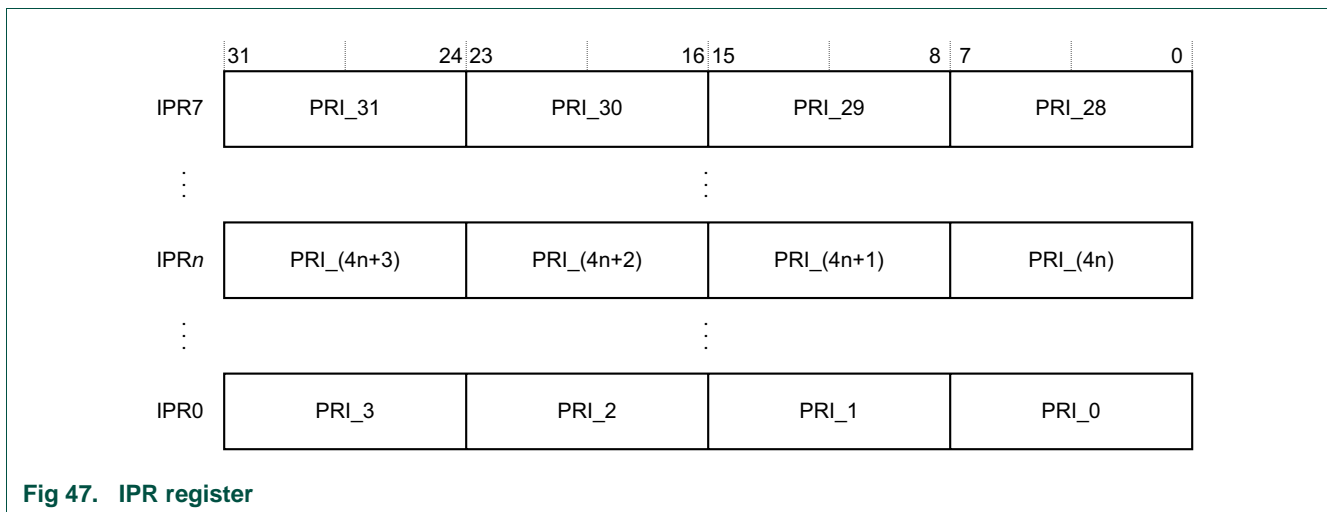 31 24 23 16 15 8 7 0
IPR7 PRI_31 PRI_30 PRI_29 PRI_28
IPRn PRI_(4n+3) PRI_(4n+2) PRI_(4n+1) PRI_(4n)
IPR0 PRI_3 PRI_2 PRI_1 PRI_0
Fig 47. IPR register